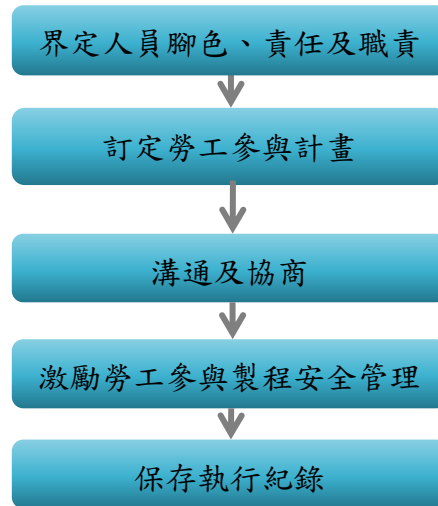 界定人員腳色、責任及職責
訂定勞工參與計畫
溝通及協商
激勵勞工參與製程安全管理
保存執行紀錄